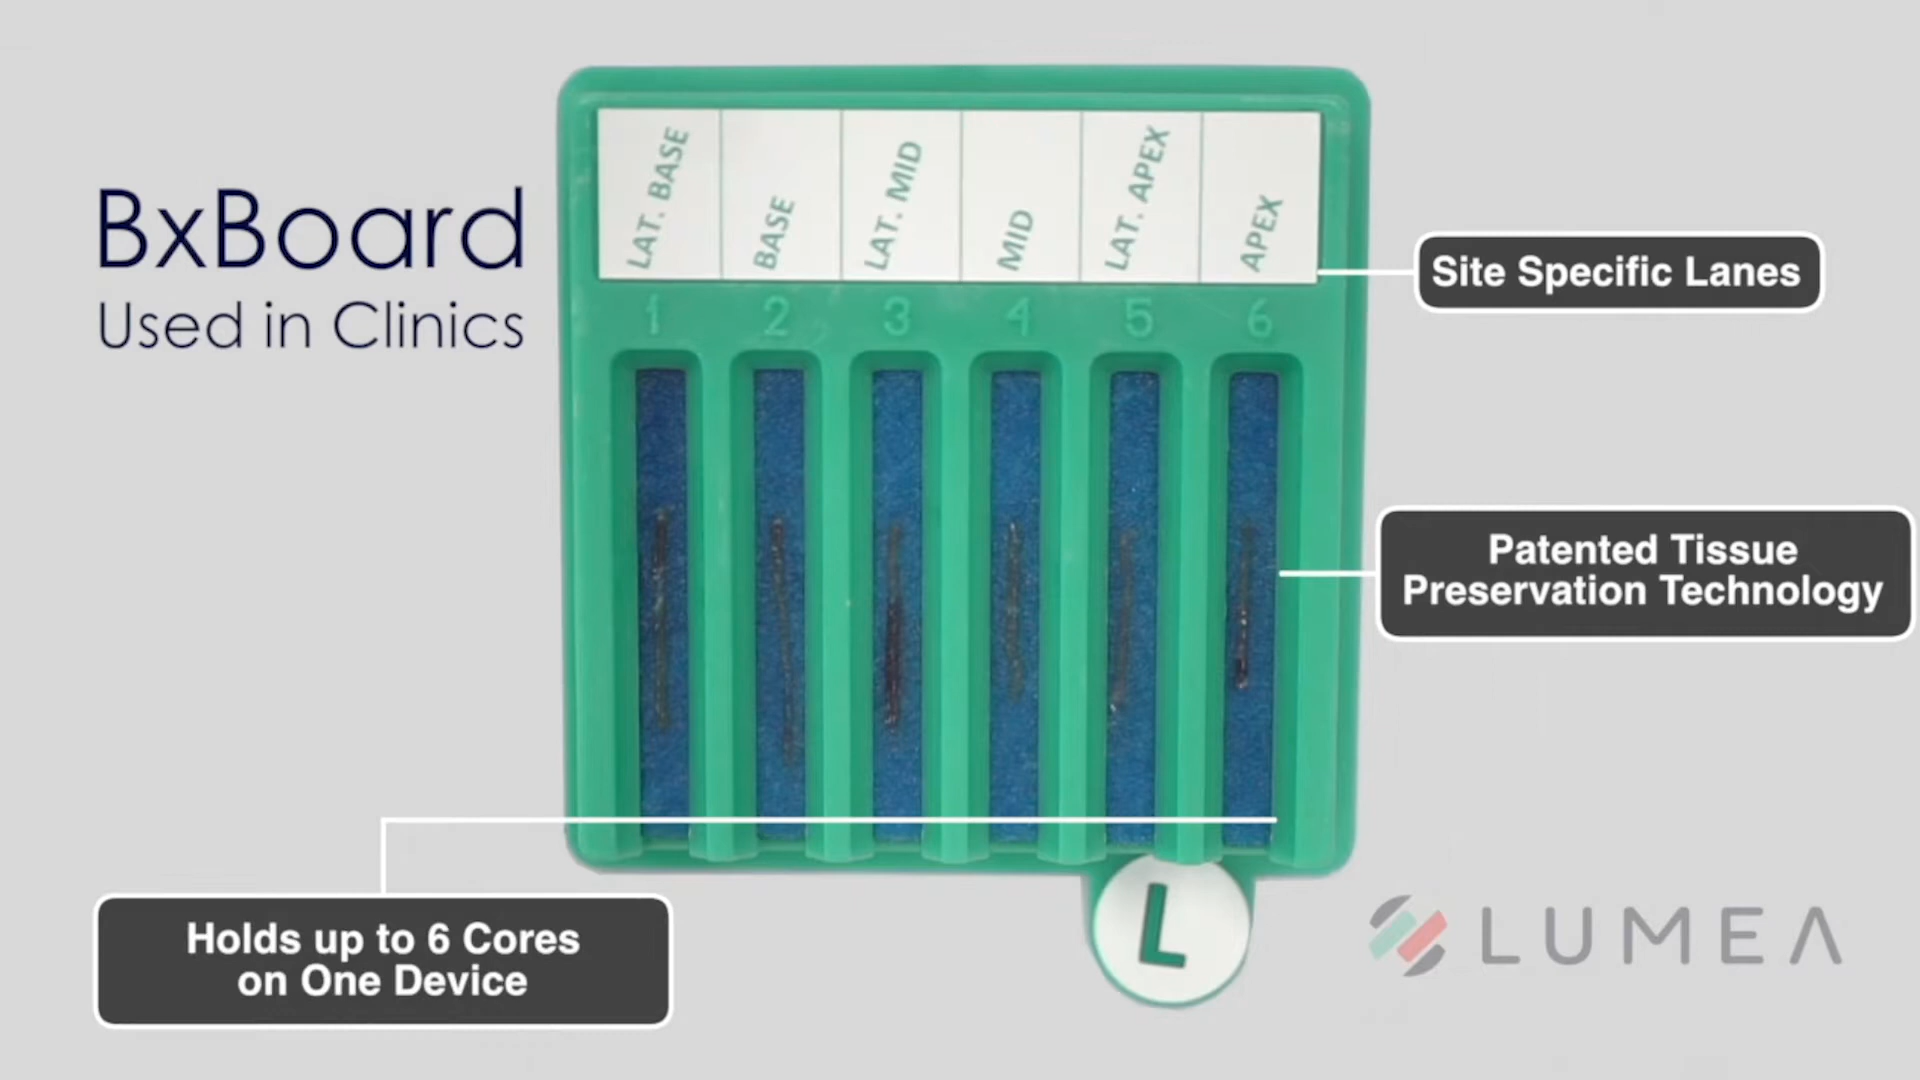 BxBoard
Used in Clinics
LAT. BASE
BASE
LAT. MID
MID
LAT. APEX
APEX
1 2 3 4 5 6
Site Specific Lanes
Patented Tissue
Preservation Technology
Holds up to 6 Cores
on One Device
L
LUMEA